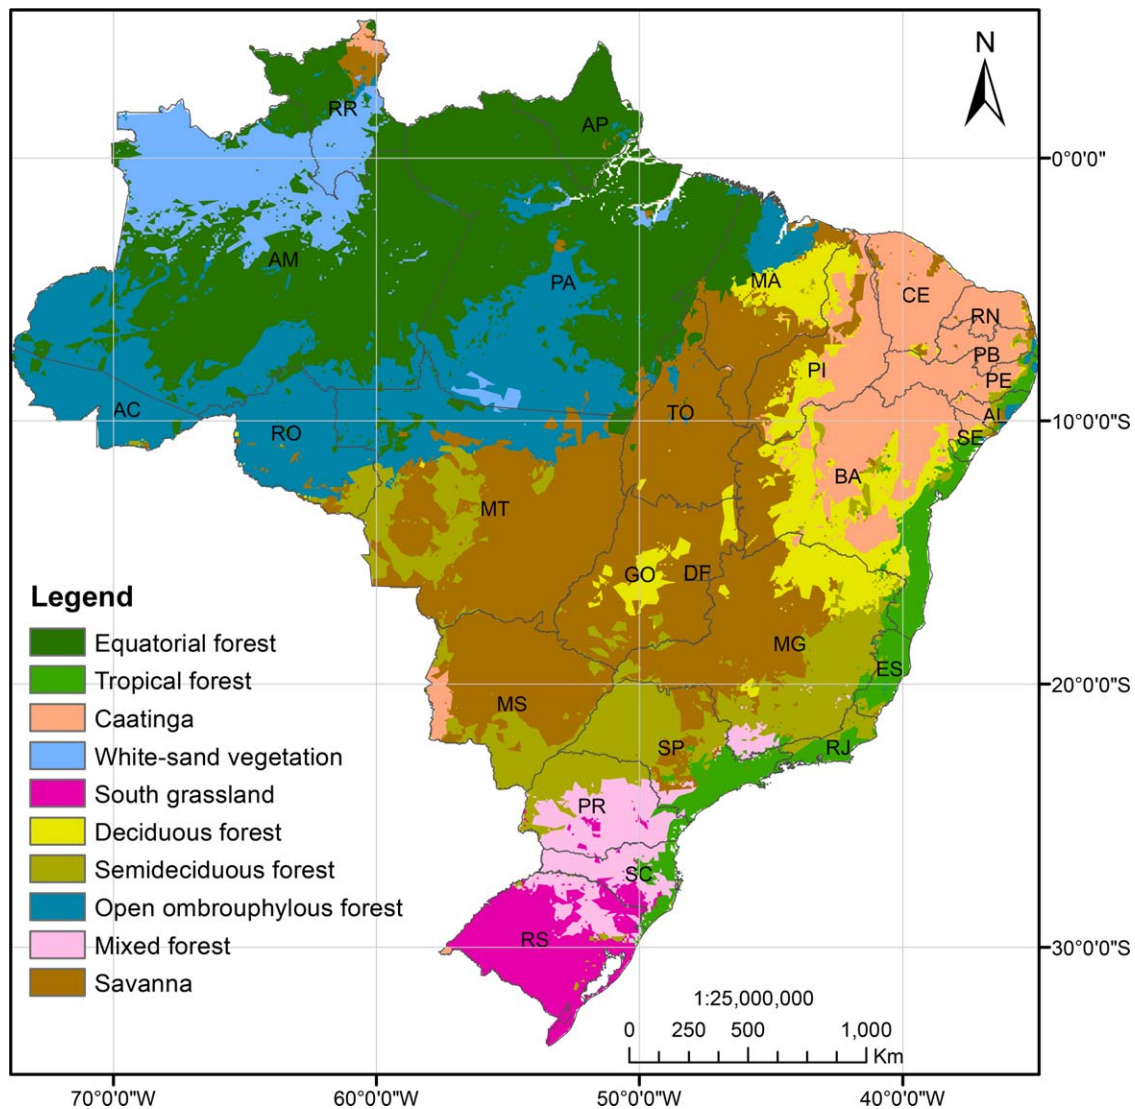 N
RR
AP
0°0'0"
AM
PA
MA
CE
RN
PB
PI
PE
AC
TO
AL
10°0'0"S
RO
SE
BA
MT
GO
DF
Legend
Equatorial forest
MG
Tropical forest
ES
20°0'0"S
Caatinga
MS
White-sand vegetation
SP
RJ
South grassland
PR
Deciduous forest
Semideciduous forest
SC
Open ombrouphylous forest
Mixed forest
RS
30°0'0"S
Savanna
1:25,000,000
0 250 500 1,000
Km
70°0'0"W 60°0'0"W 50°0'0"W 40°0'0"W